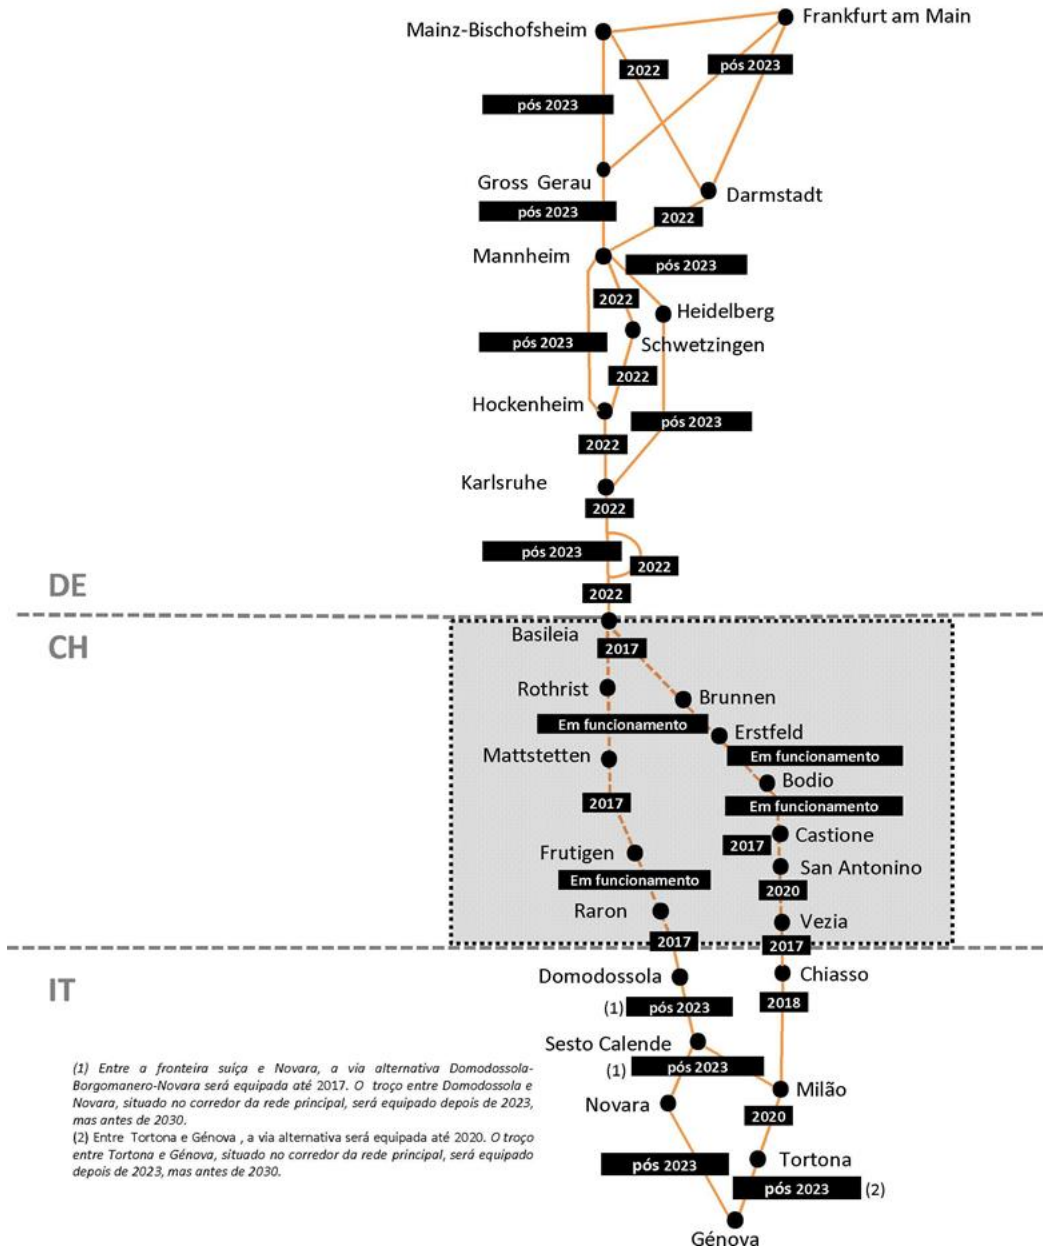 Frankfurt am Main
Mainz-Bischofsheim
pós 2023
2022
pós 2023
Gross Gerau
Darmstadt
pós 2023
2022
Mannheim
pós 2023
2022
Heidelberg
pós 2023
Schwetzingen
2022
Hockenheim
pós 2023
2022
Karlsruhe
2022
pós 2023
2022
DE
2022
Basileia
CH
2017
Rothrist
Brunnen
Em funcionamento
Erstfeld
Mattstetten
Em funcionamento
Bodio
2017
Em funcionamento
Castione
2017
Frutigen
San Antonino
Em funcionamento
2020
Raron
Vezia
2017
2017
Domodossola
Chiasso
IT
(1) pós 2023
2018
Sesto Calende
(1) pós 2023
Milão
Novara
2020
Tortona
pós 2023
pós 2023 (2)
Génova
(1) Entre a fronteira suíça e Novara, a via alternativa Domodossola-
Borgomanero-Novara será equipada até 2017. O troço entre Domodossola e
Novara, situado no corredor da rede principal, será equipado depois de 2023,
mas antes de 2030.
(2) Entre Tortona e Génova , a via alternativa será equipada até 2020. O troço
entre Tortona e Génova, situado no corredor da rede principal, será equipado
depois de 2023, mas antes de 2030.